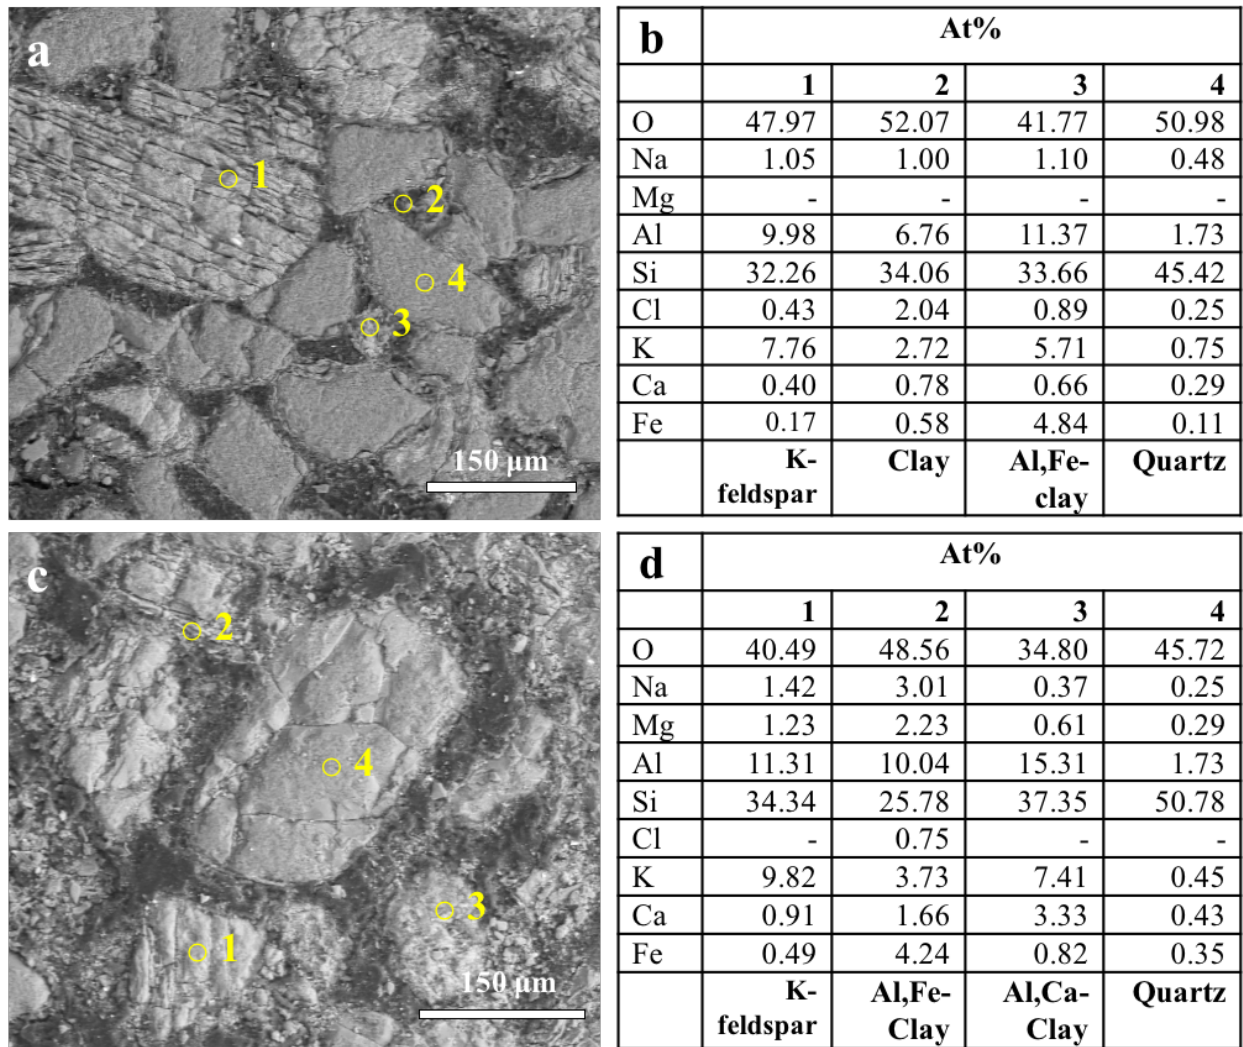 a
1
2
4
3
150 μm
b At%
1 2 3 4
O 47.97 52.07 41.77 50.98
Na 1.05 1.00 1.10 0.48
Mg - - - -
Al 9.98 6.76 11.37 1.73
Si 32.26 34.06 33.66 45.42
Cl 0.43 2.04 0.89 0.25
K 7.76 2.72 5.71 0.75
Ca 0.40 0.78 0.66 0.29
Fe 0.17 0.58 4.84 0.11
K- Clay Al,Fe- Quartz
feldspar clay
c
2
4
3
1
150 μm
d At%
1 2 3 4
O 40.49 48.56 34.80 45.72
Na 1.42 3.01 0.37 0.25
Mg 1.23 2.23 0.61 0.29
Al 11.31 10.04 15.31 1.73
Si 34.34 25.78 37.35 50.78
Cl - 0.75 - -
K 9.82 3.73 7.41 0.45
Ca 0.91 1.66 3.33 0.43
Fe 0.49 4.24 0.82 0.35
K- Al,Fe- Al,Ca- Quartz
feldspar Clay Clay